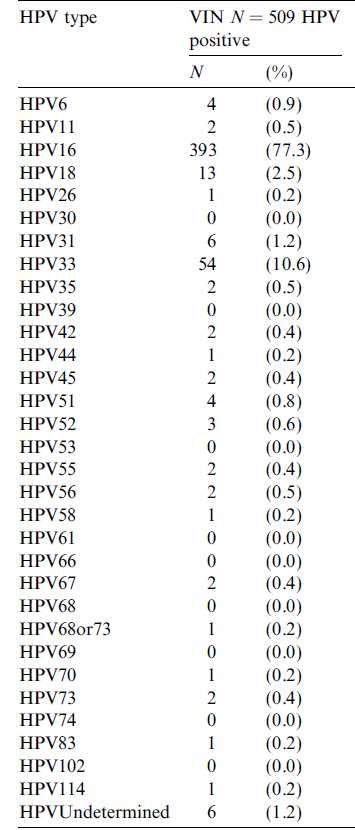 HPV type VIN N = 509 HPV
positive
N (%)
HPV6 4 (0.9)
HPV11 2 (0.5)
HPV16 393 (77.3)
HPV18 13 (2.5)
HPV26 1 (0.2)
HPV30 0 (0.0)
HPV31 6 (1.2)
HPV33 54 (10.6)
HPV35 2 (0.5)
HPV39 0 (0.0)
HPV42 2 (0.4)
HPV44 1 (0.2)
HPV45 2 (0.4)
HPV51 4 (0.8)
HPV52 3 (0.6)
HPV53 0 (0.0)
HPV55 2 (0.4)
HPV56 2 (0.5)
HPV58 1 (0.2)
HPV61 0 (0.0)
HPV66 0 (0.0)
HPV67 2 (0.4)
HPV68 0 (0.0)
HPV68or73 1 (0.2)
HPV69 0 (0.0)
HPV70 1 (0.2)
HPV73 2 (0.4)
HPV74 0 (0.0)
HPV83 1 (0.2)
HPV102 0 (0.0)
HPV114 1 (0.2)
HPVUndetermined 6 (1.2)